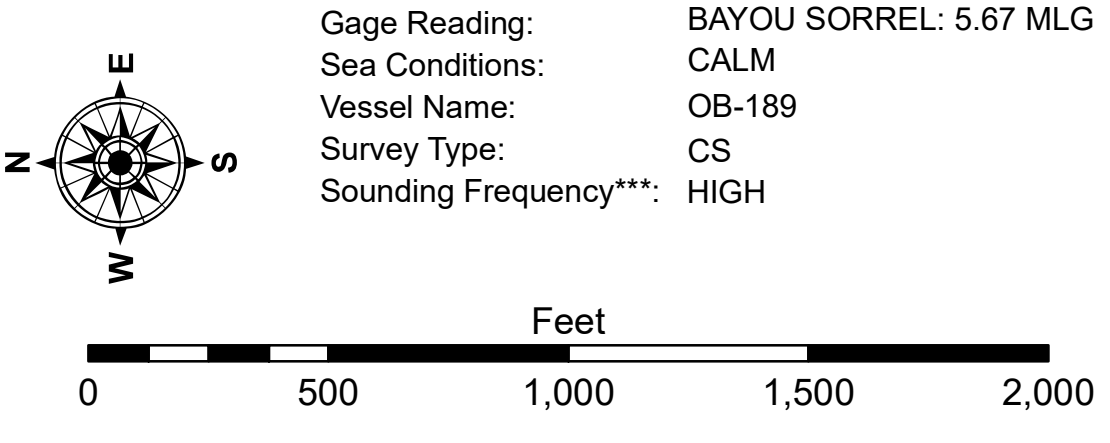 Gage Reading: BAYOU SORREL: 5.67 MLG
Sea Conditions: CALM
Vessel Name: OB-189
Survey Type: CS
Sounding Frequency***: HIGH
E
N S
W
Feet
0 500 1,000 1,500 2,000